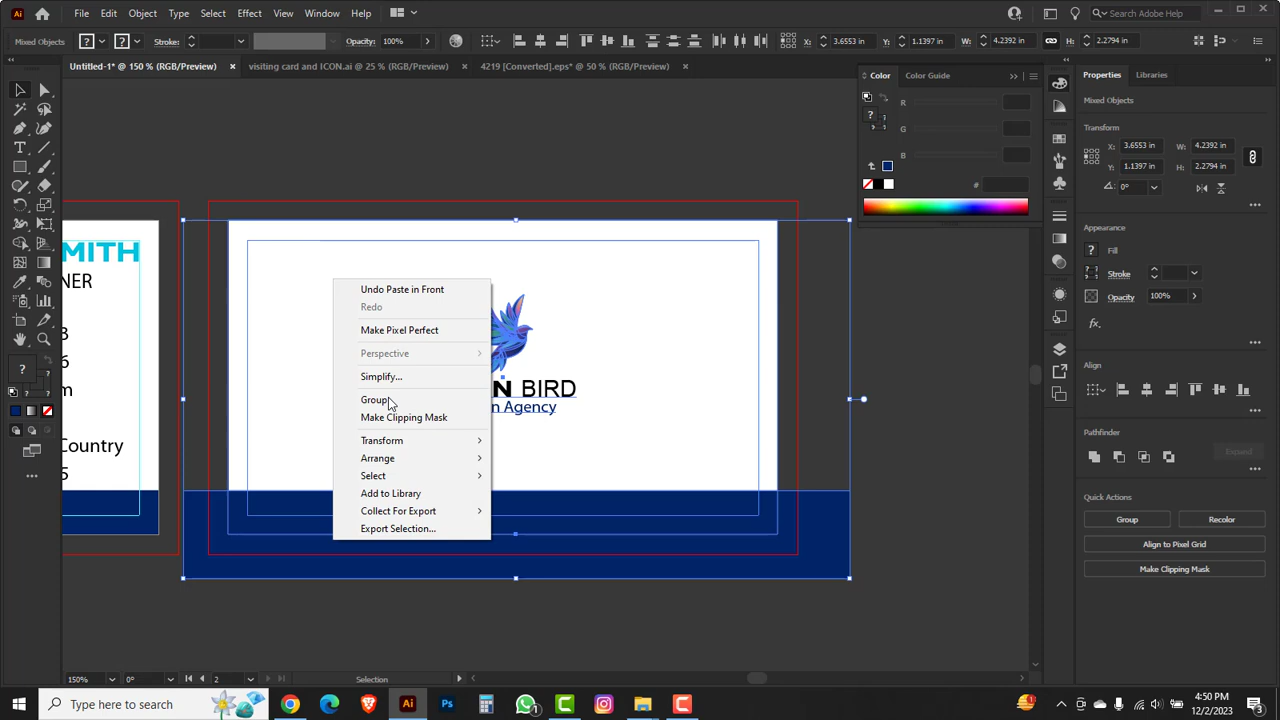 Ai File Edit Object Type Select Effect View Window Help Search Adobe Help
Mixed Objects ? ? Stroke: Opacity: 100% X: 3.6553 in Y: 1.1397 in W: 4.2392 in H: 2.2794 in
Untitled-1* @ 150 % (RGB/Preview) × visiting card and ICON.ai @ 25 % (RGB/Preview) × 4219 [Converted].eps* @ 50 % (RGB/Preview) ×
Color Color Guide
R
G
B
#
Properties Libraries
Mixed Objects
Transform
X: 3.6553 in W: 4.2392 in
Y: 1.1397 in H: 2.2794 in
0°
Appearance
? Fill
Stroke
Opacity 100%
fx.
Align
Pathfinder
Expand
Quick Actions
Group Recolor
Align to Pixel Grid
Make Clipping Mask
MITH
NER
3
6
m
Country
5
N BIRD
n Agency
Undo Paste in Front
Redo
Make Pixel Perfect
Perspective
Simplify...
Group
Make Clipping Mask
Transform
Arrange
Select
Add to Library
Collect For Export
Export Selection...
150% 0° 2 Selection
Type here to search Ai Ps 4:50 PM
12/2/2023